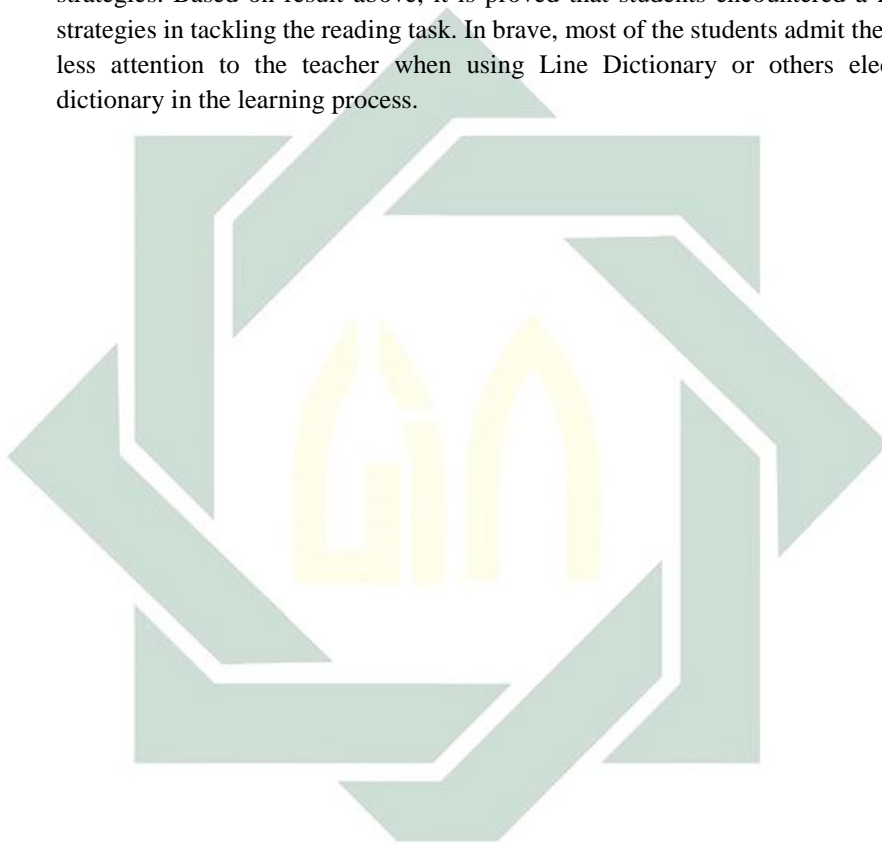 strategies. Based on result above, it is proved that students encountered a
strategies in tackling the reading task. In brave, most of the students admit the
less attention to the teacher when using Line Dictionary or others
dictionary in the learning process.